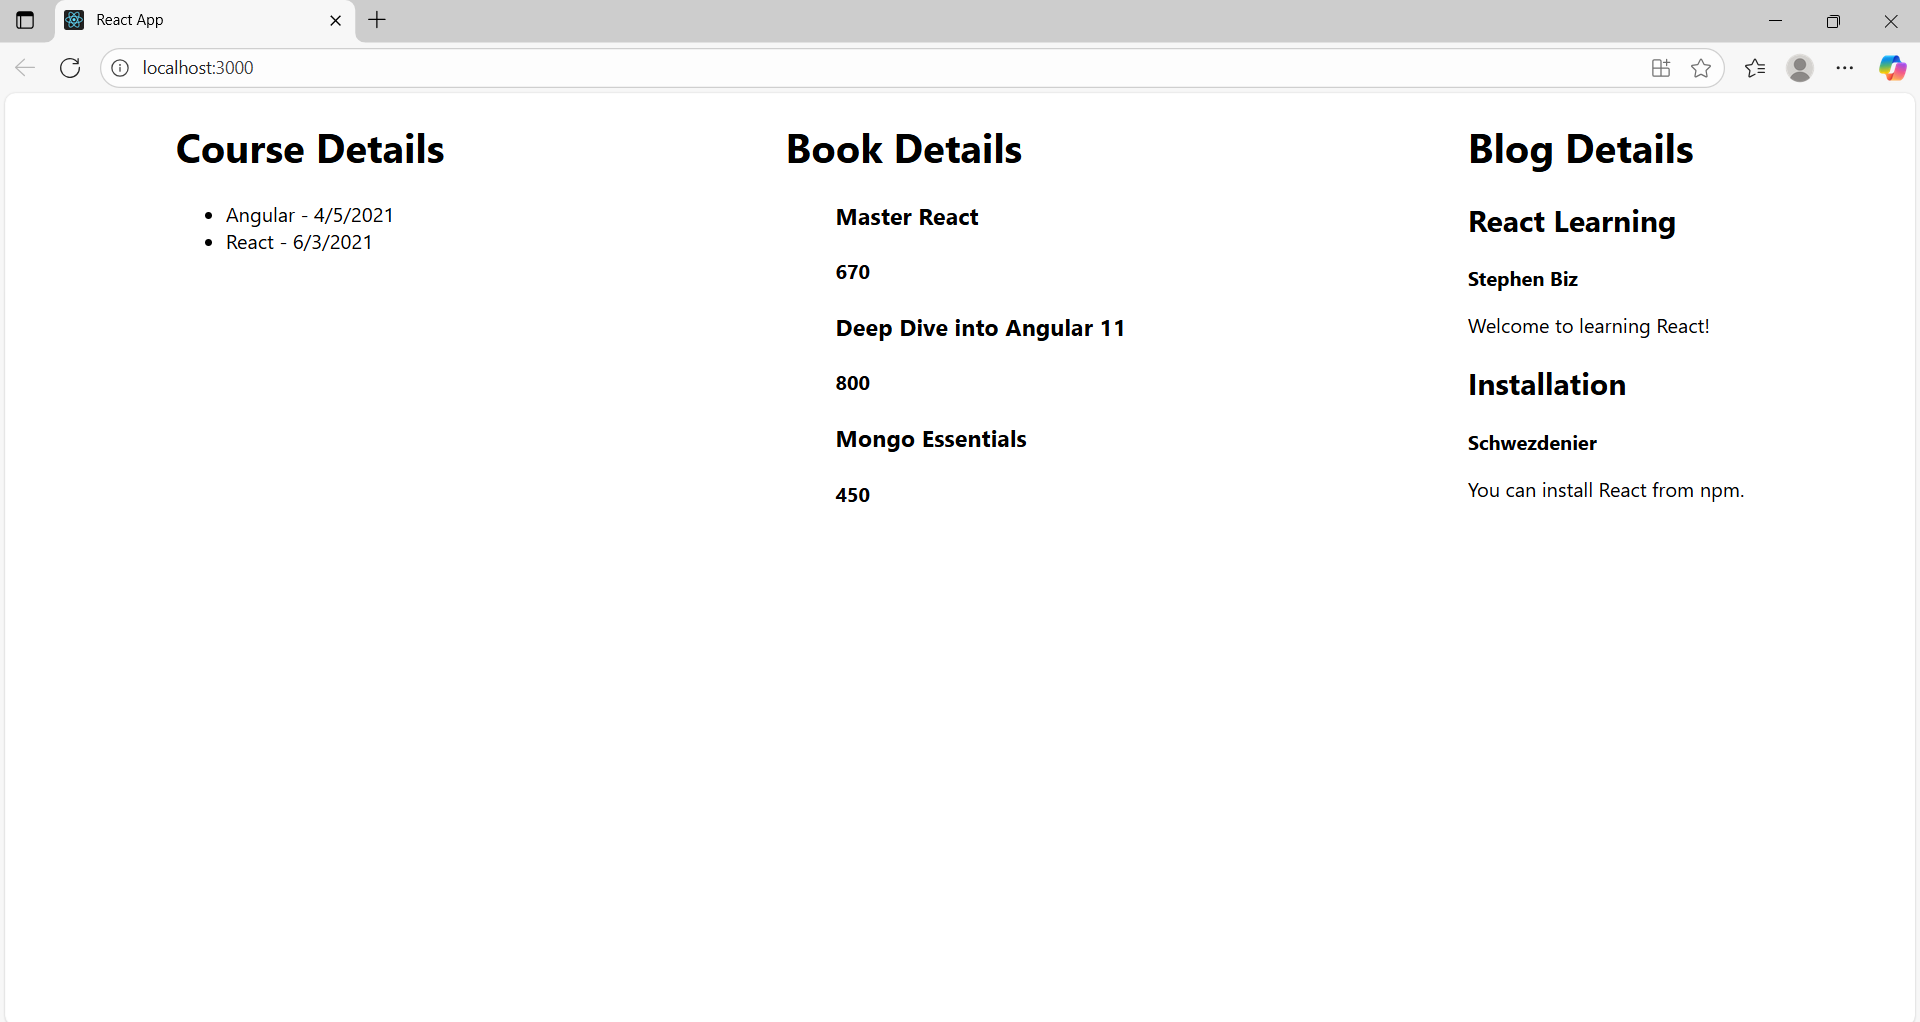 React App
localhost:3000
Course Details
Angular - 4/5/2021
React - 6/3/2021
Book Details
Master React
670
Deep Dive into Angular 11
800
Mongo Essentials
450
Blog Details
React Learning
Stephen Biz
Welcome to learning React!
Installation
Schwezdenier
You can install React from npm.